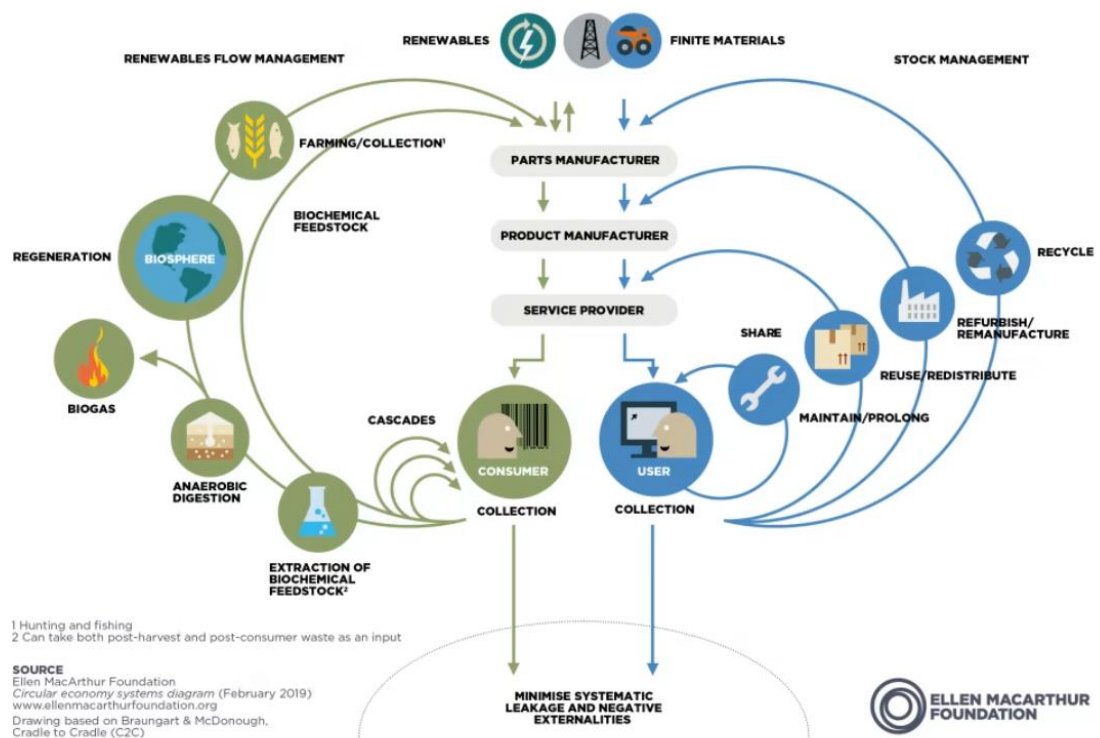 RENEWABLES
FINITE MATERIALS
RENEWABLES FLOW MANAGEMENT
STOCK MANAGEMENT
FARMING/COLLECTION¹
PARTS MANUFACTURER
BIOCHEMICAL
FEEDSTOCK
PRODUCT MANUFACTURER
REGENERATION
BIOSPHERE
RECYCLE
SERVICE PROVIDER
SHARE
REFURBISH/
REMANUFACTURE
REUSE/REDISTRIBUTE
BIOGAS
CASCADES
MAINTAIN/PROLONG
CONSUMER
USER
ANAEROBIC
DIGESTION
COLLECTION
COLLECTION
EXTRACTION OF
BIOCHEMICAL
FEEDSTOCK²
1 Hunting and fishing
2 Can take both post-harvest and post-consumer waste as an input
SOURCE
Ellen MacArthur Foundation
Circular economy systems diagram (February 2019)
www.ellenmacarthurfoundation.org
Drawing based on Braungart & McDonough,
Cradle to Cradle (C2C)
MINIMISE SYSTEMATIC
LEAKAGE AND NEGATIVE
EXTERNALITIES
ELLEN MACARTHUR
FOUNDATION